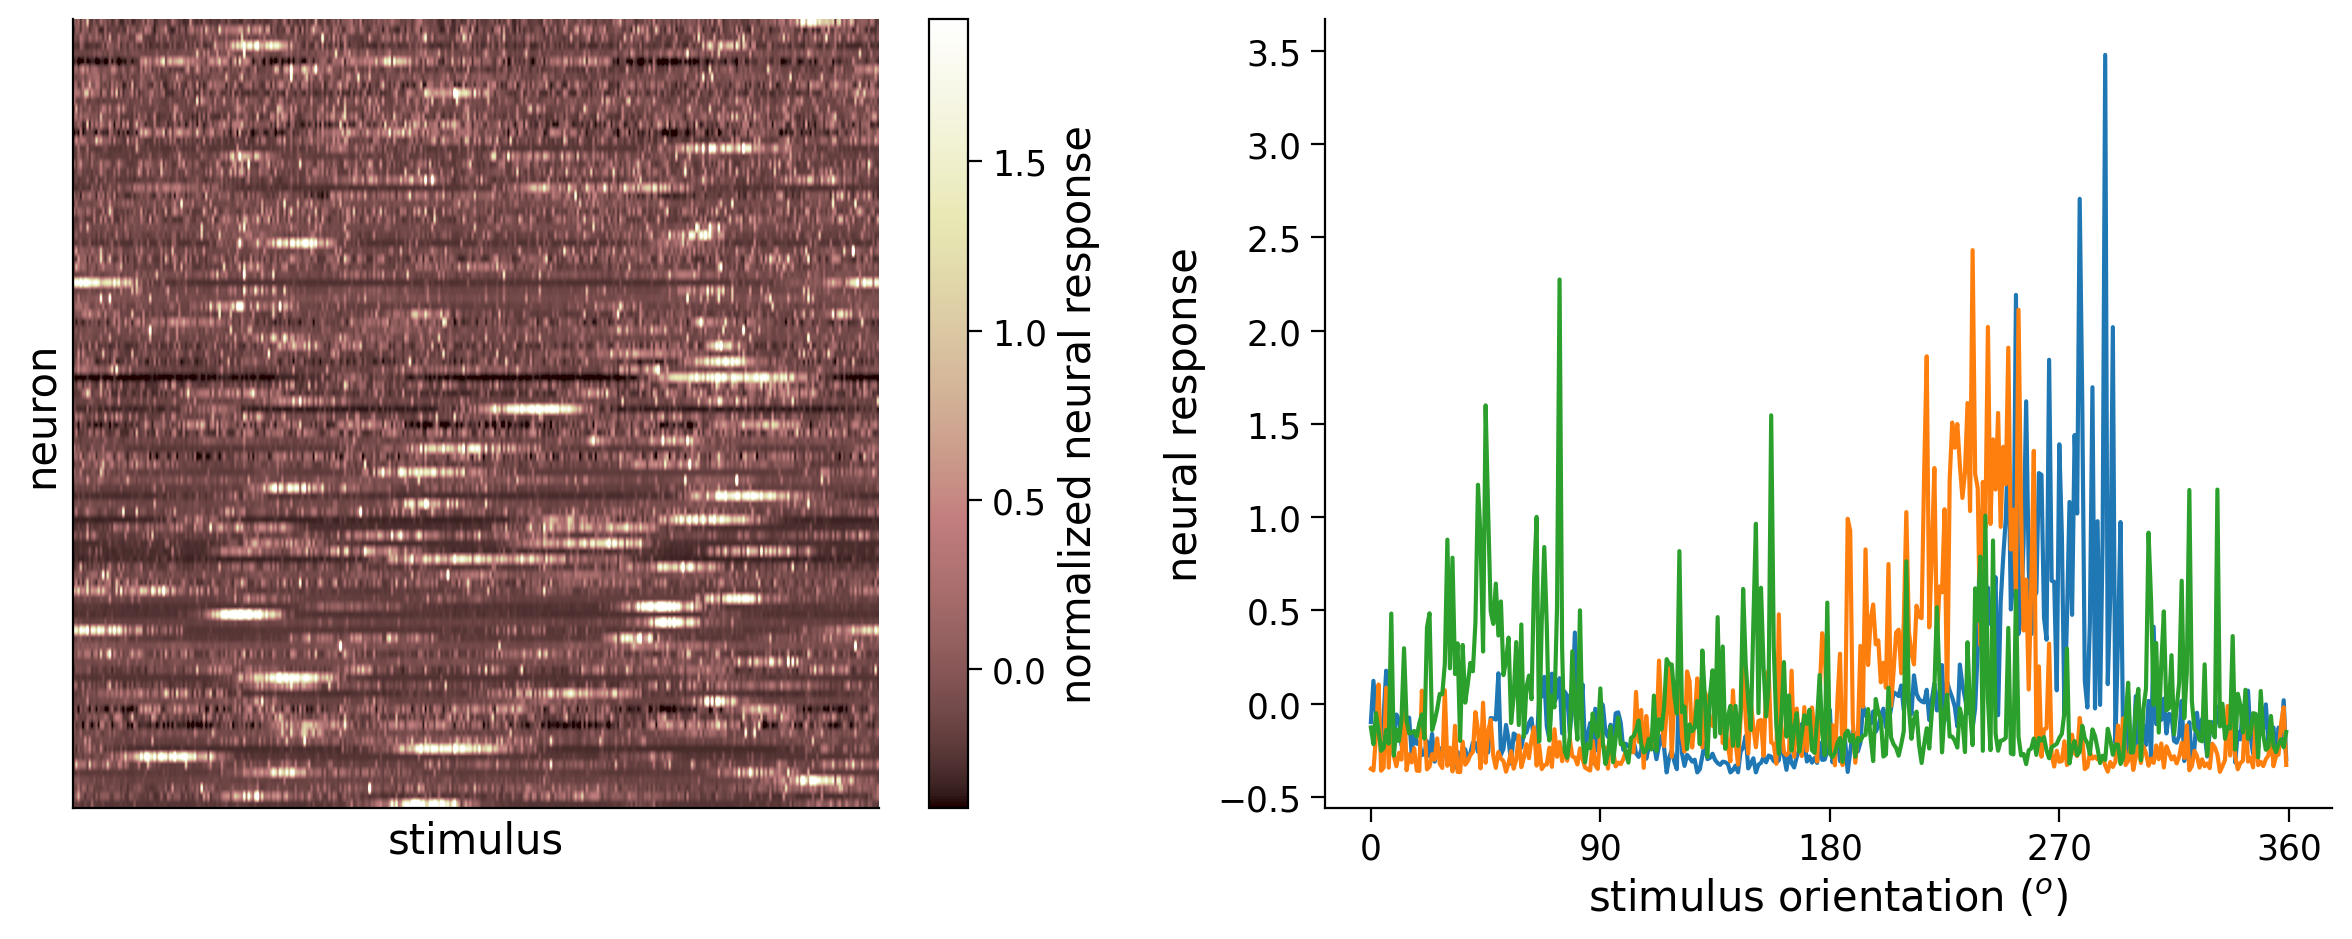 neuron
stimulus
1.5
1.0
0.5
0.0
normalized neural response
3.5
3.0
2.5
2.0
1.5
1.0
0.5
0.0
−0.5
neural response
0 90 180 270 360
stimulus orientation (o)